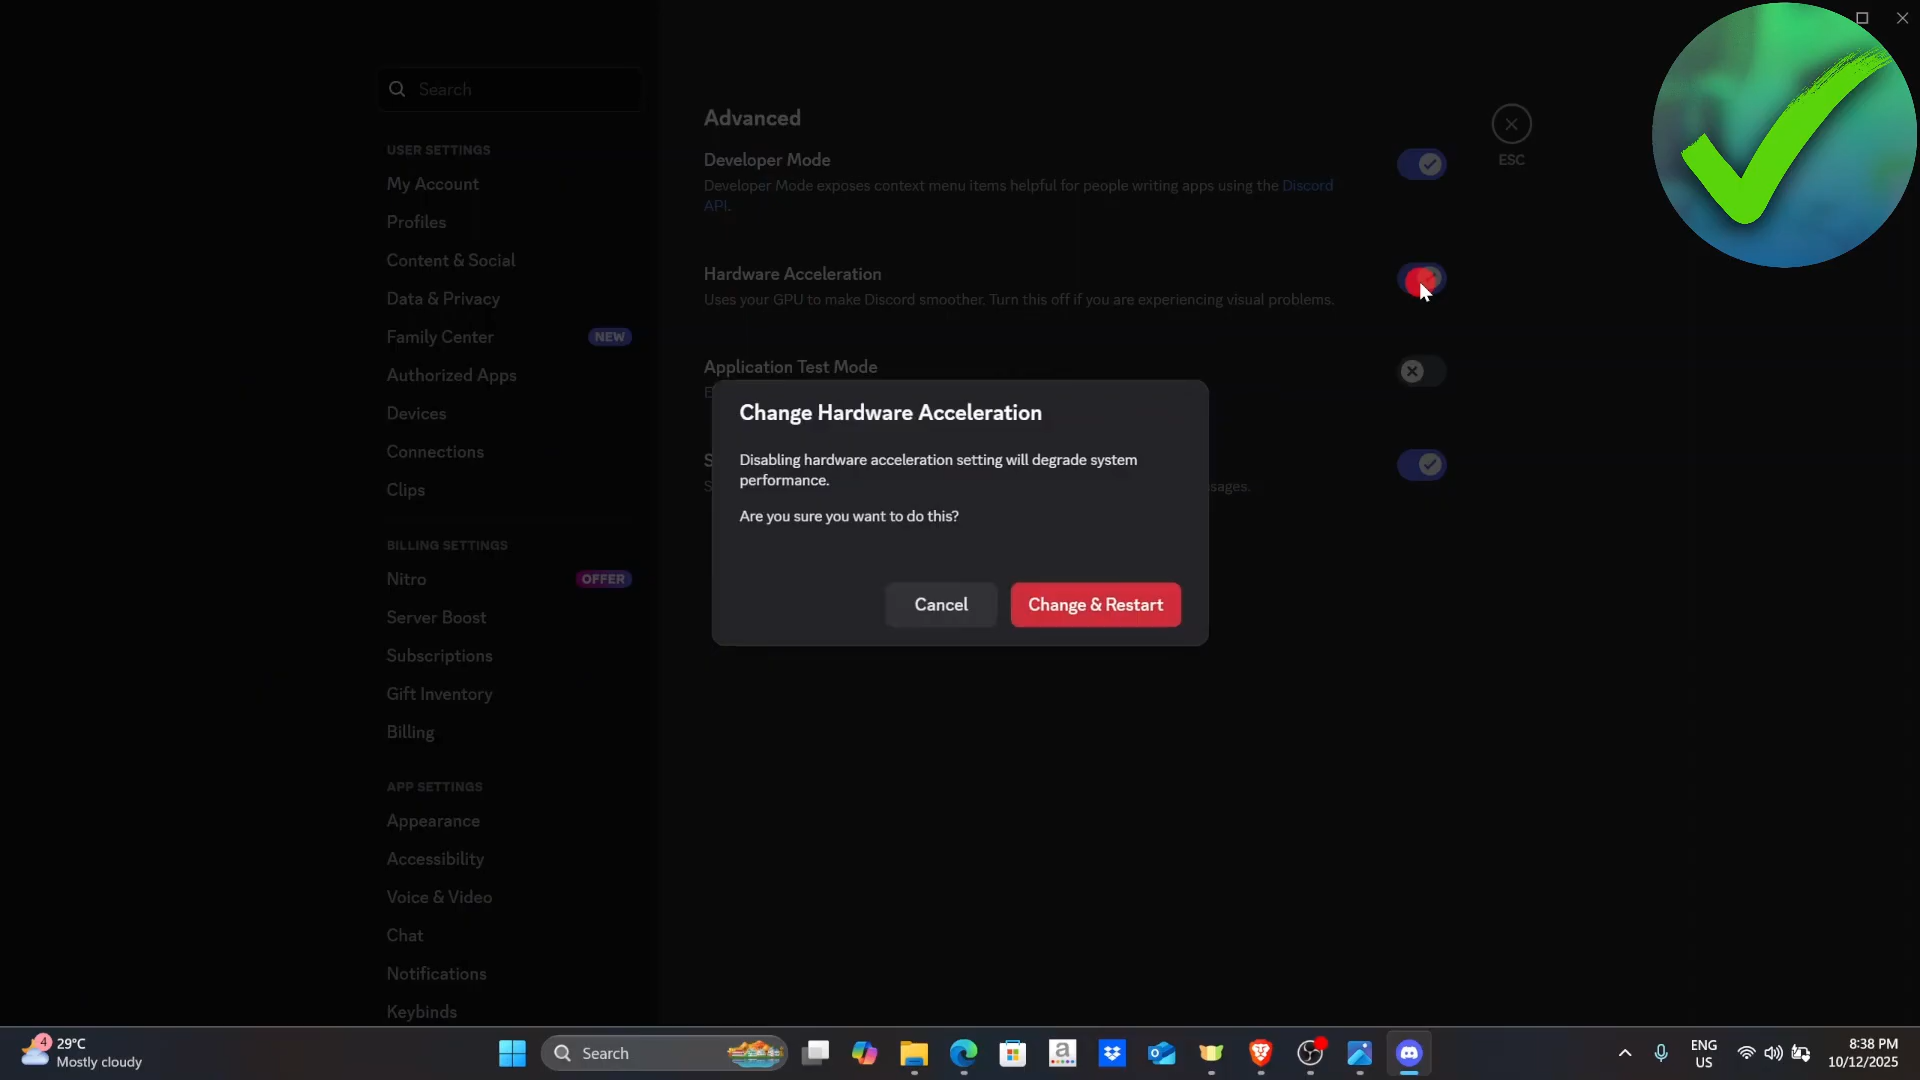 Search
USER SETTINGS
My Account
Profiles
Content & Social
Data & Privacy
Family Center
NEW
Authorized Apps
Devices
Connections
Clips
BILLING SETTINGS
Nitro
OFFER
Server Boost
Subscriptions
Gift Inventory
Billing
APP SETTINGS
Appearance
Accessibility
Voice & Video
Chat
Notifications
Keybinds
Advanced
Developer Mode
Developer Mode exposes context menu items helpful for people writing apps using the Discord
API.
ESC
Hardware Acceleration
Uses your GPU to make Discord smoother. Turn this off if you are experiencing visual problems.
Application Test Mode
Change Hardware Acceleration
Disabling hardware acceleration setting will degrade system
performance.
Are you sure you want to do this?
Cancel
Change & Restart
4
29°C
Mostly cloudy
Search
ENG
US
8:38 PM
10/12/2025